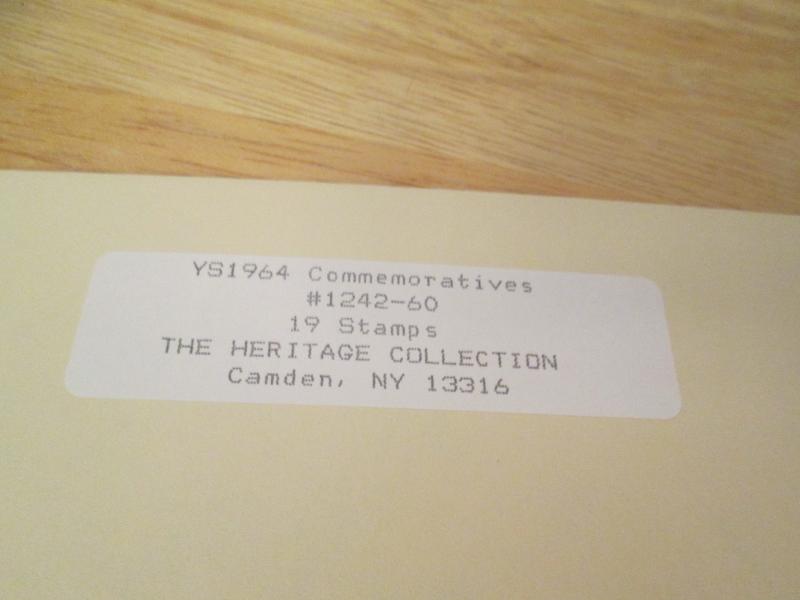 YS1964 Commemoratives
#1242-60
19 Stamps
THE HERITAGE COLLECTION
Camden, NY 13316